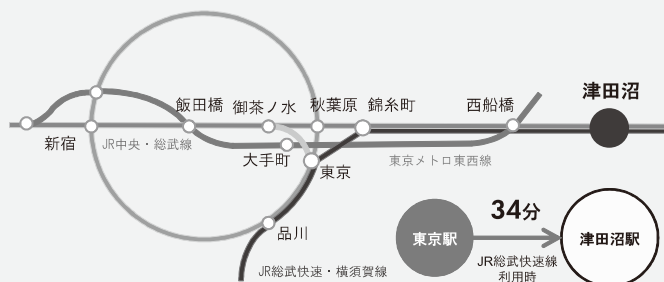 津田沼
飯田橋
御茶ノ水
秋葉原
錦糸町
西船橋
新宿
JR中央・総武線
大手町
東京
東京メトロ東西線
品川
JR総武快速・横須賀線
34分
東京駅
津田沼駅
JR総武快速線
利用時